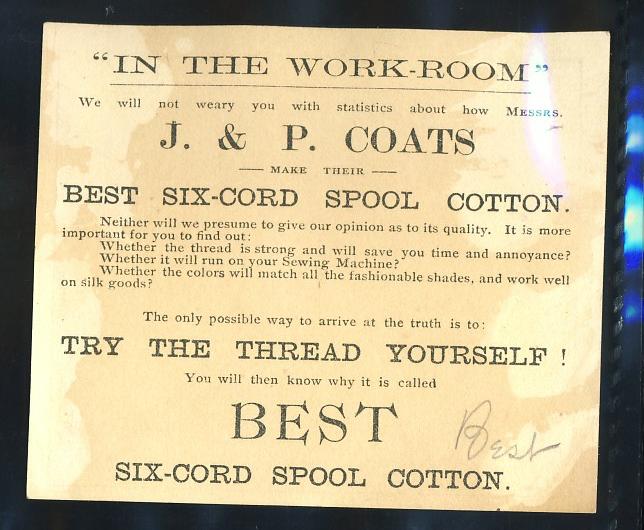 "IN THE WORK-ROOM"
We will not weary you with statistics about how MESSRS.
J. & P. COATS
— MAKE THEIR —
BEST SIX-CORD SPOOL COTTON.
Neither will we presume to give our opinion as to its quality. It is more
important for you to find out:
Whether the thread is strong and will save you time and annoyance?
Whether it will run on your Sewing Machine?
Whether the colors will match all the fashionable shades, and work well
on silk goods?
The only possible way to arrive at the truth is to:
TRY THE THREAD YOURSELF !
You will then know why it is called
BEST
Best
SIX-CORD SPOOL COTTON.